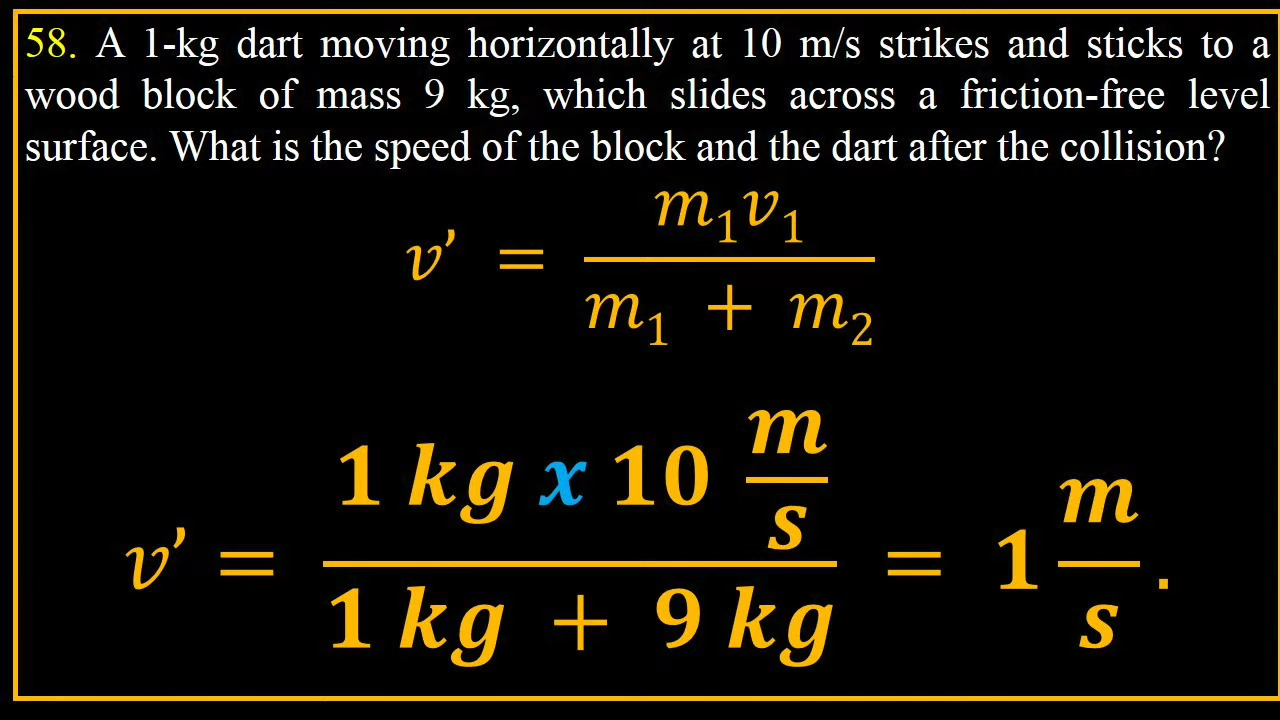 58. A 1-kg dart moving horizontally at 10 m/s strikes and sticks to a
wood block of mass 9 kg, which slides across a friction-free level
surface. What is the speed of the block and the dart after the collision?
v’ = m₁v₁ / m₁ + m₂
v’ = 1 kg x 10 m/s / 1 kg + 9 kg = 1 m/s .